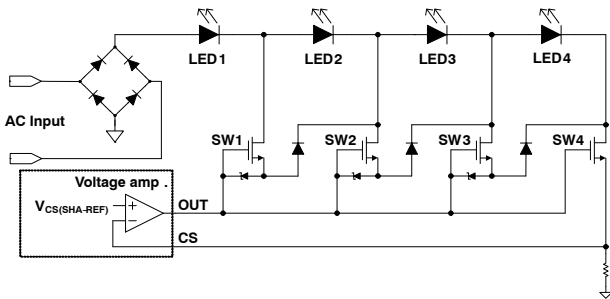 LED1 LED2 LED3 LED4
AC Input
SW1 SW2 SW3 SW4
Voltage amp .
VCS(SHA-REF)
+
−
OUT
CS